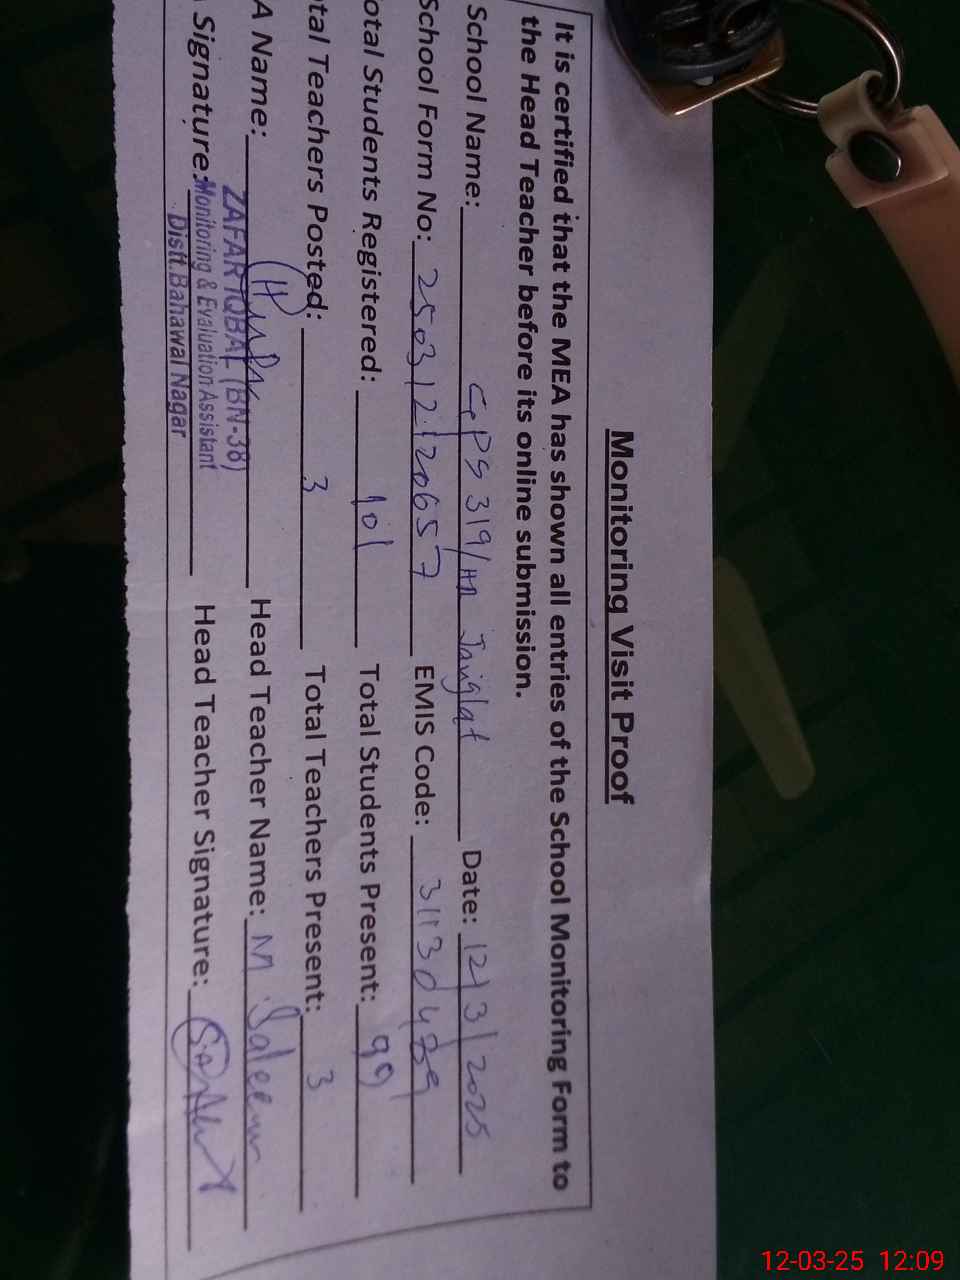 Monitoring Visit Proof
It is certified that the MEA has shown all entries of the School Monitoring Form to
the Head Teacher before its online submission.
School Name: GPS 319/HR Janglat Date: 12/3/2025
School Form No: 25031212657 EMIS Code: 31130489
otal Students Registered: 101 Total Students Present: 99
tal Teachers Posted: 3 Total Teachers Present: 3
A Name: ZAFAR IQBAL (BN-38) Head Teacher Name: M Saleem
Signature: Monitoring & Evaluation Assistant Head Teacher Signature:
Distt. Bahawal Nagar
12-03-25 12:09